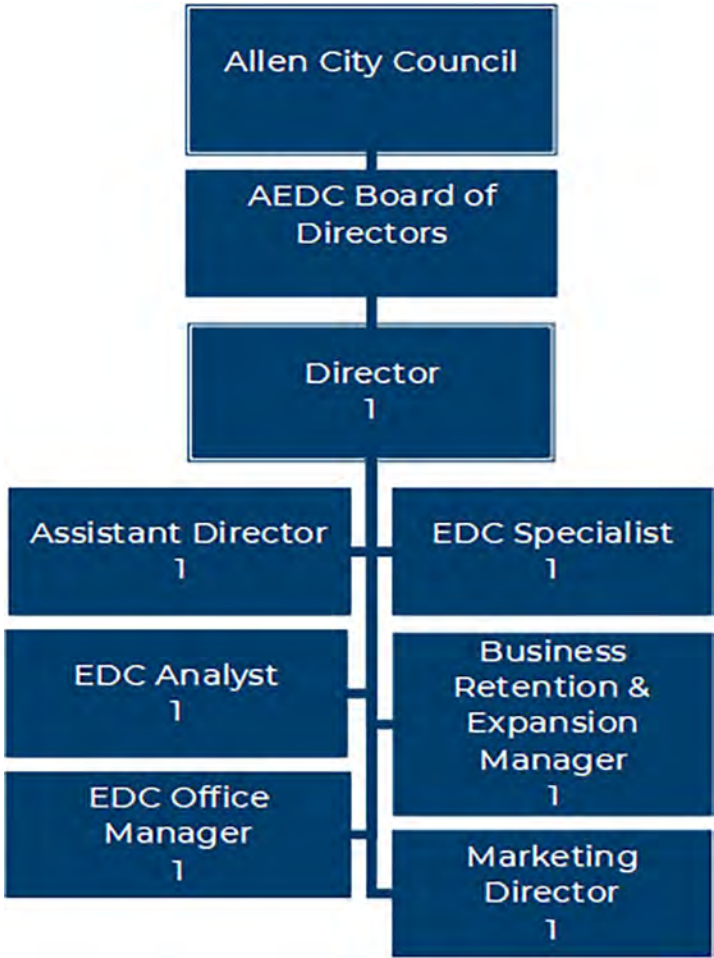 Allen City Council
AEDC Board of
Directors
Director
1
Assistant Director
1
EDC Specialist
1
EDC Analyst
1
Business
Retention &
Expansion
Manager
1
EDC Office
Manager
1
Marketing
Director
1